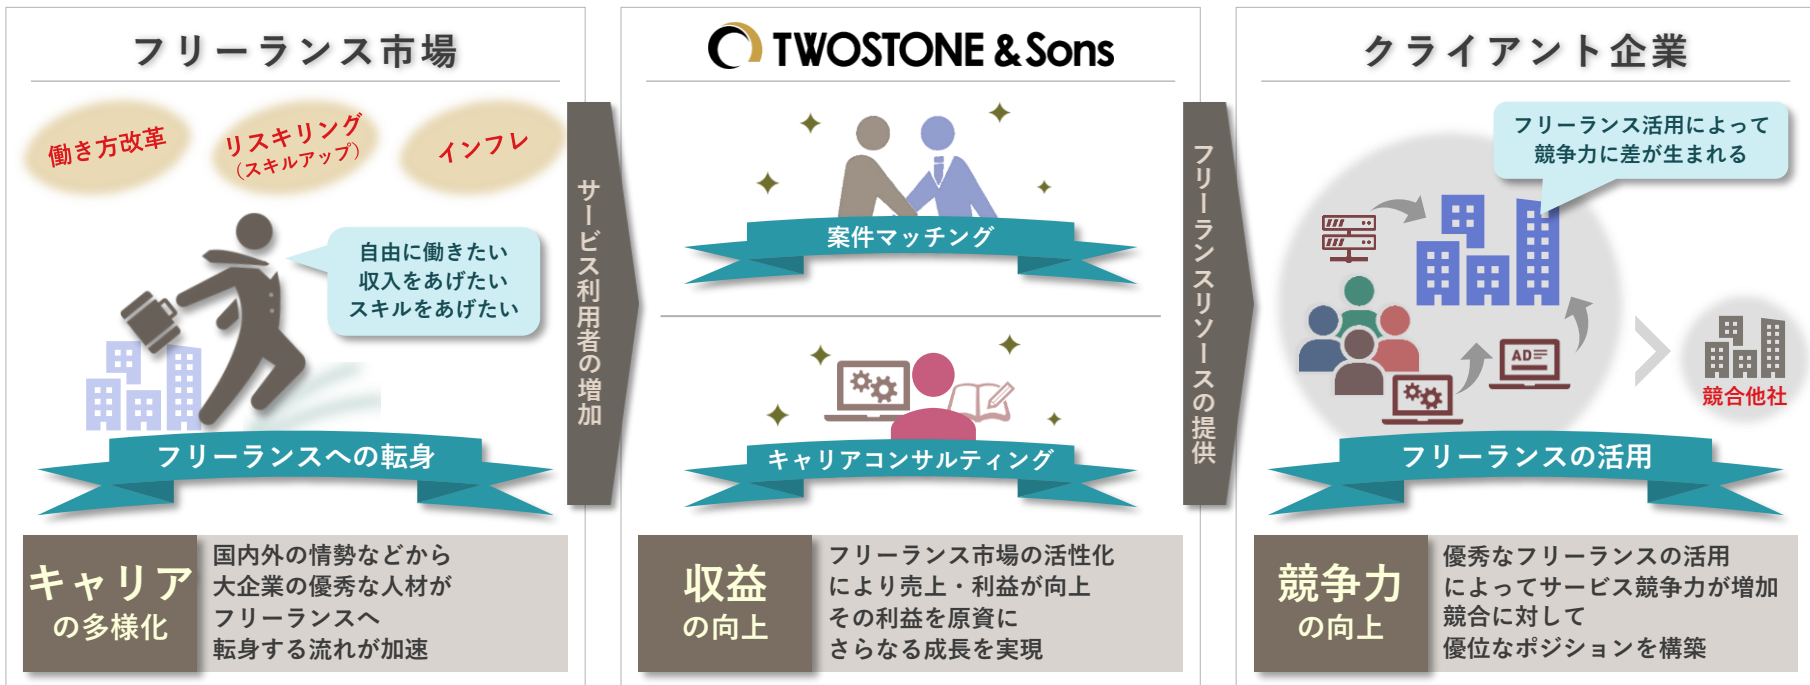 フリーランス市場
働き方改革
リスキリング
（スキルアップ）
インフレ
自由に働きたい
収入をあげたい
スキルをあげたい
フリーランスへの転身
キャリア
の多様化
国内外の情勢などから
大企業の優秀な人材が
フリーランスへ
転身する流れが加速
サービス利用者の増加
TWOSTONE & Sons
案件マッチング
キャリアコンサルティング
収益
の向上
フリーランス市場の活性化
により売上・利益が向上
その利益を原資に
さらなる成長を実現
フリーランスリソースの提供
クライアント企業
フリーランス活用によって
競争力に差が生まれる
AD
競合他社
フリーランスの活用
競争力
の向上
優秀なフリーランスの活用
によってサービス競争力が増加
競合に対して
優位なポジションを構築